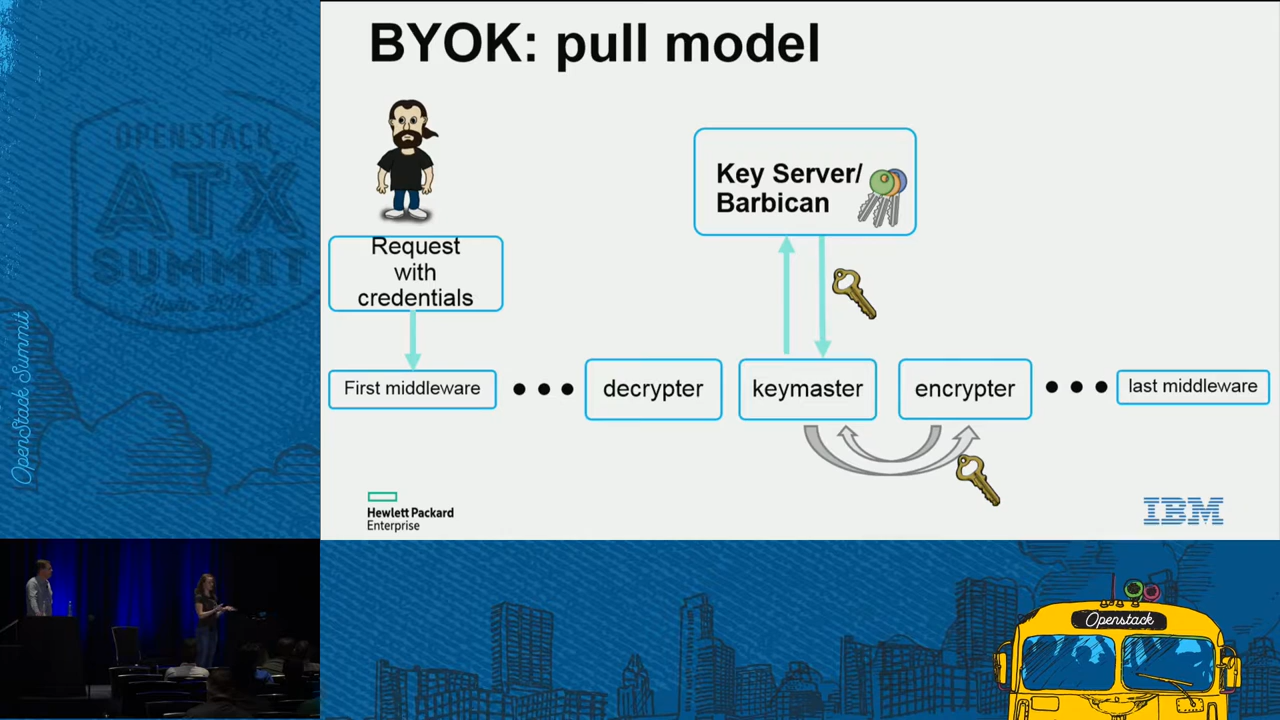 BYOK: pull model
OPENSTACK
ATX
SUMMIT
OpenStack Summit
Request
with
credentials
Key Server/
Barbican
First middleware
decrypter
keymaster
encrypter
last middleware
Hewlett Packard
Enterprise
IBM
Openstack